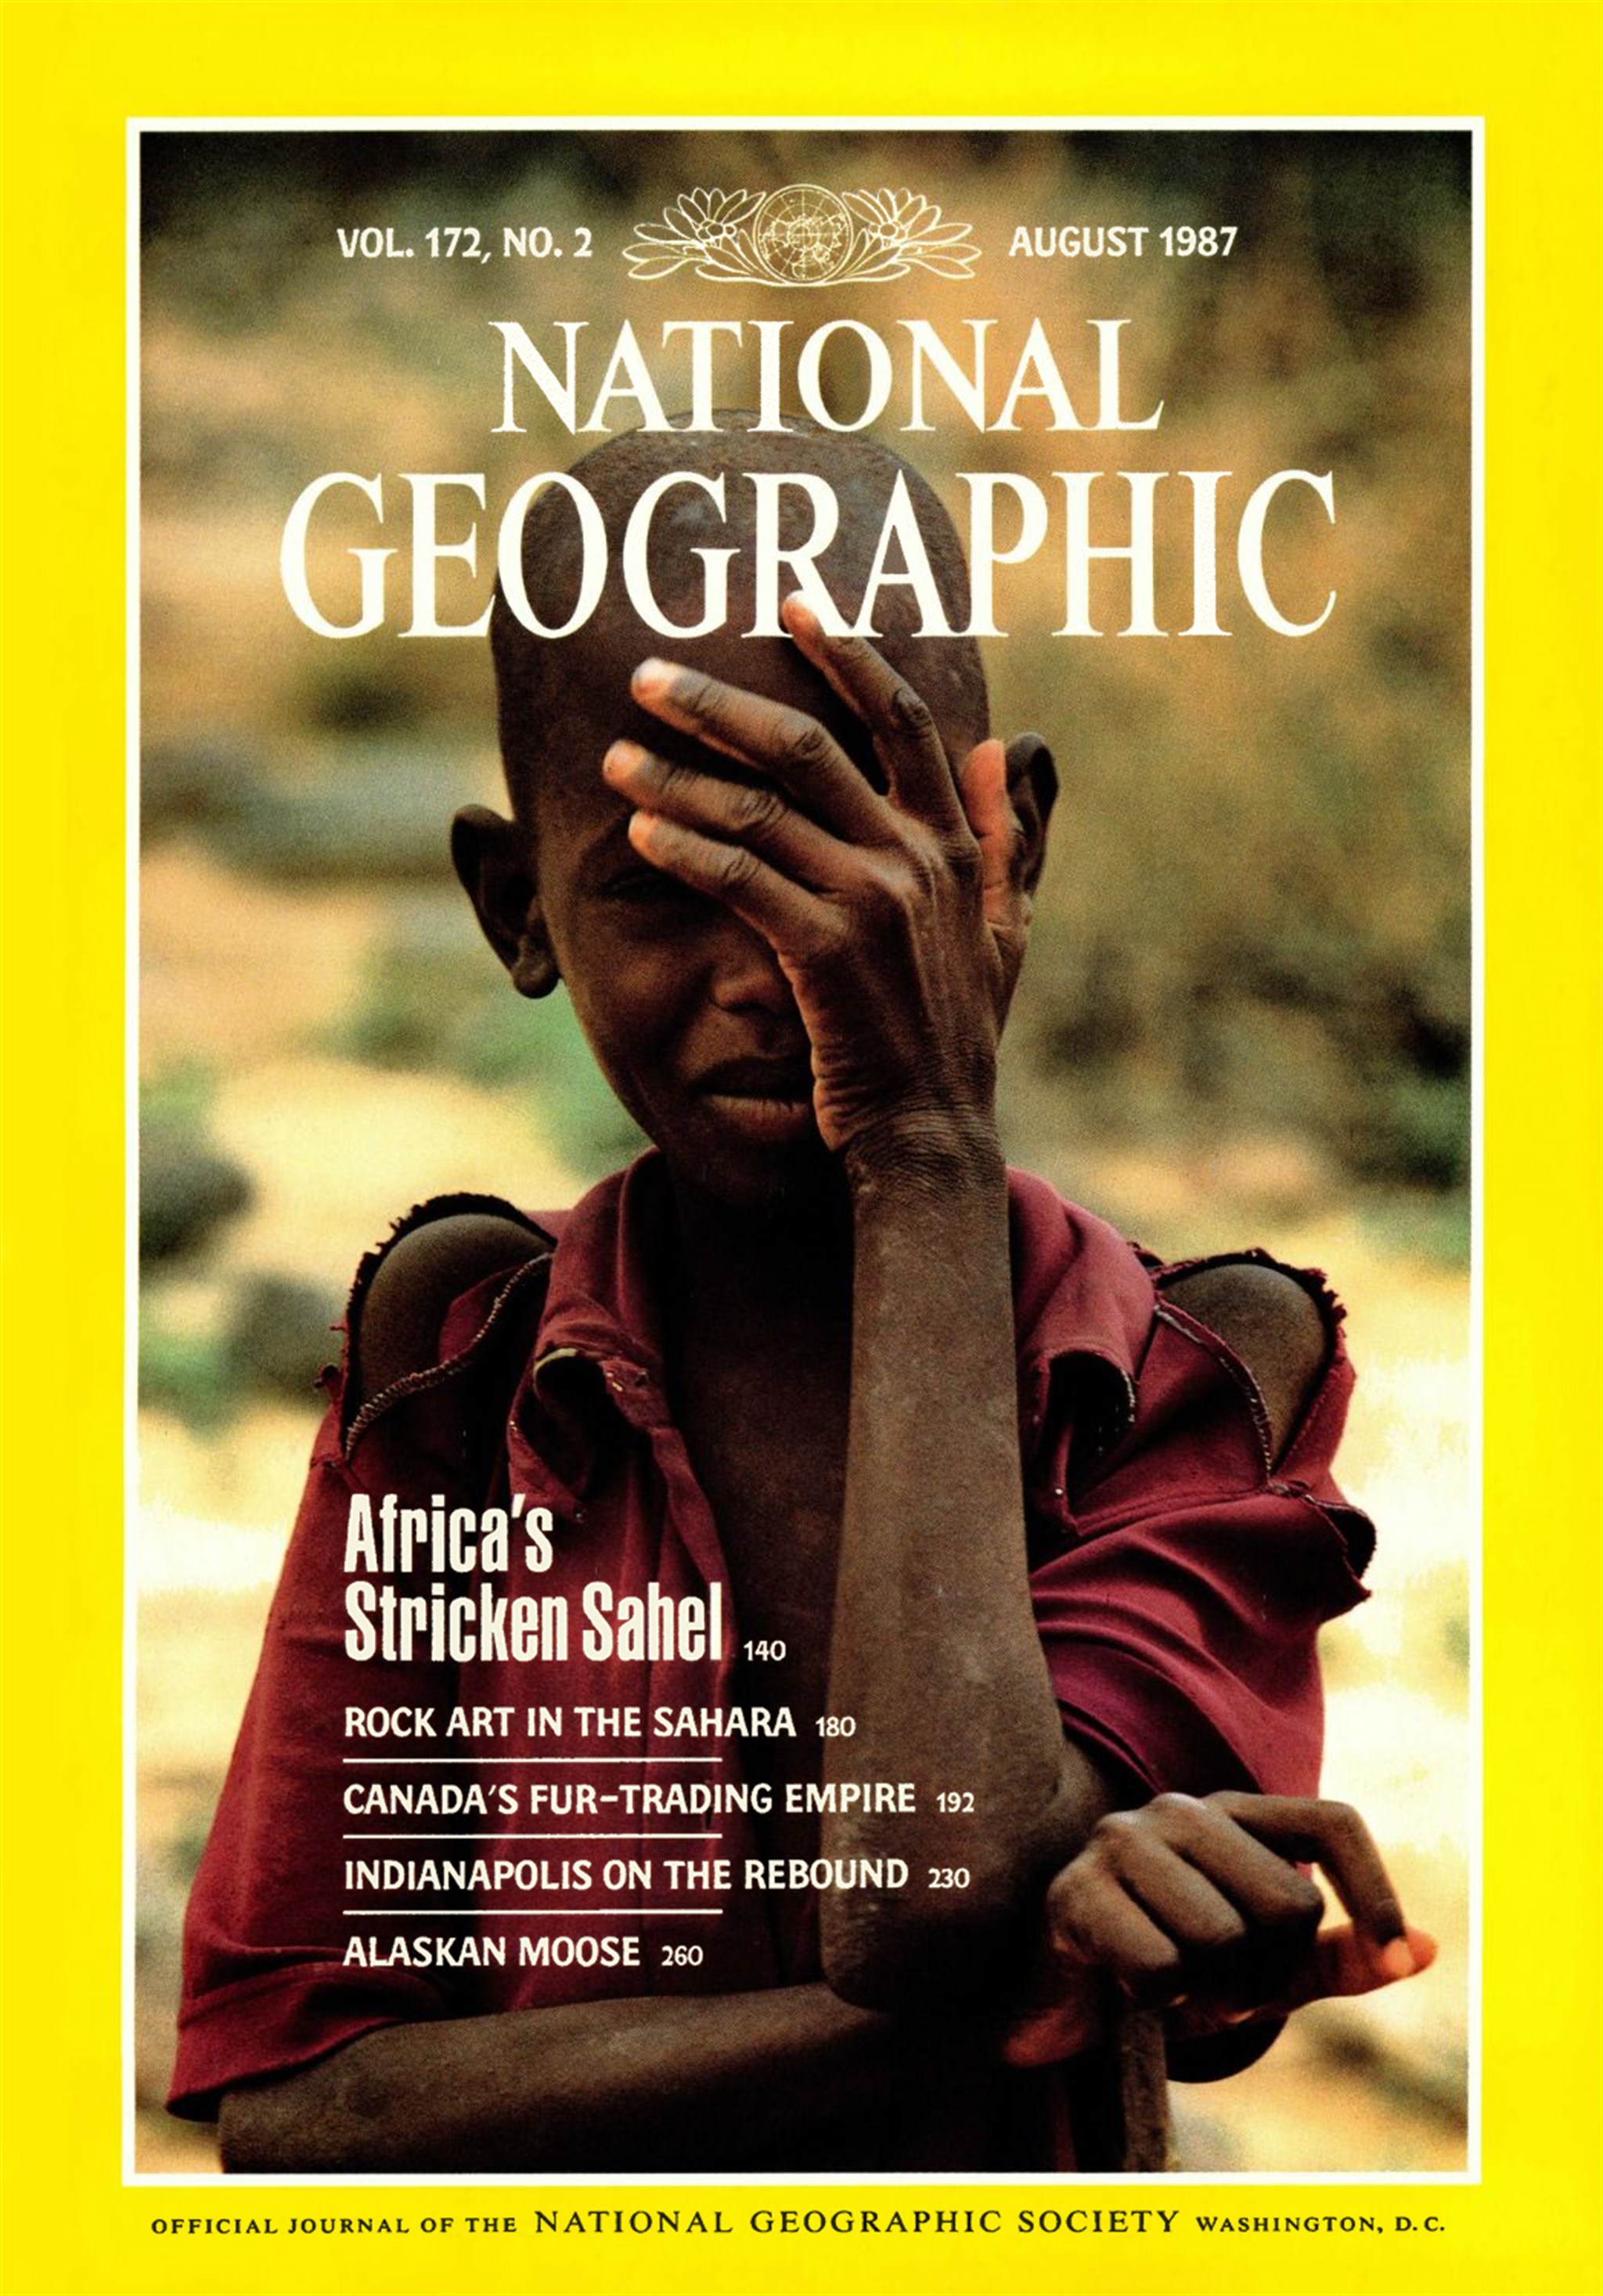 VOL. 172, NO. 2
AUGUST 1987
NATIONAL
GEOGRAPHIC
Africa's
Stricken Sahel 140
ROCK ART IN THE SAHARA 180
CANADA'S FUR-TRADING EMPIRE 192
INDIANAPOLIS ON THE REBOUND 230
ALASKAN MOOSE 260
OFFICIAL JOURNAL OF THE NATIONAL GEOGRAPHIC SOCIETY WASHINGTON, D.C.